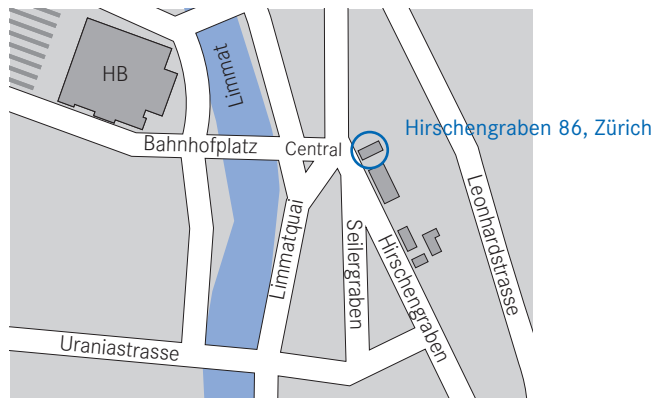 HB
Limmat
Hirschengraben 86, Zürich
Bahnhofplatz
Central
Leonhardstrasse
Limmatquai
Seilergraben
Hirschengraben
Uraniastrasse